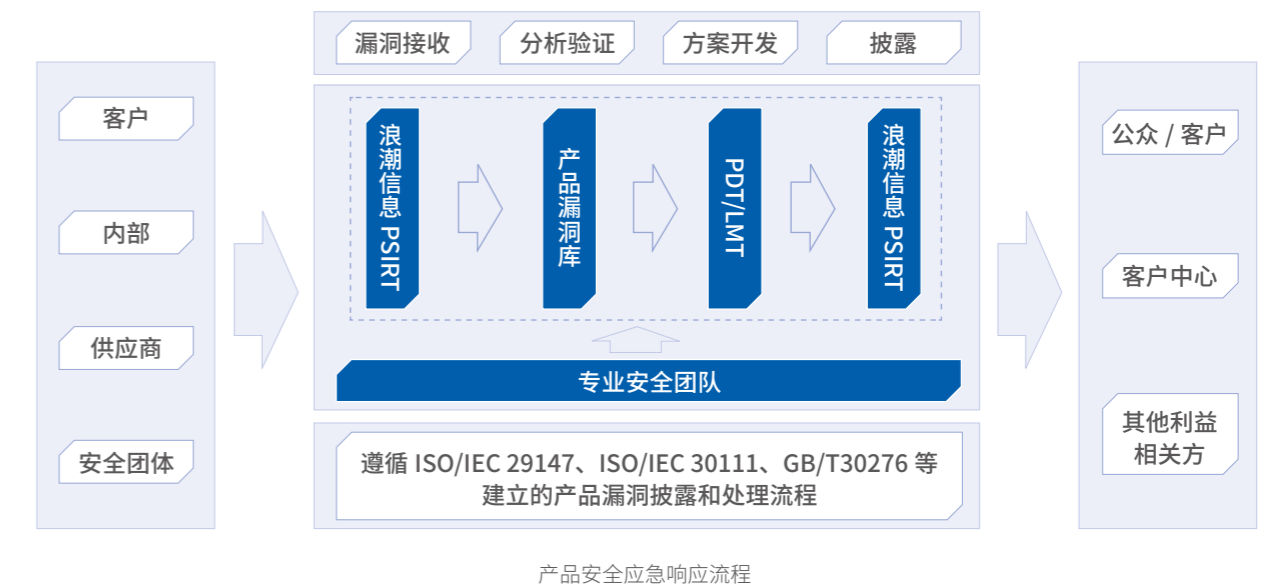 漏洞接收
分析验证
方案开发
披露
客户
内部
供应商
安全团体
浪潮信息 PSIRT
产品漏洞库
PDT/LMT
浪潮信息 PSIRT
专业安全团队
遵循 ISO/IEC 29147、ISO/IEC 30111、GB/T30276 等
建立的产品漏洞披露和处理流程
公众 / 客户
客户中心
其他利益
相关方
产品安全应急响应流程